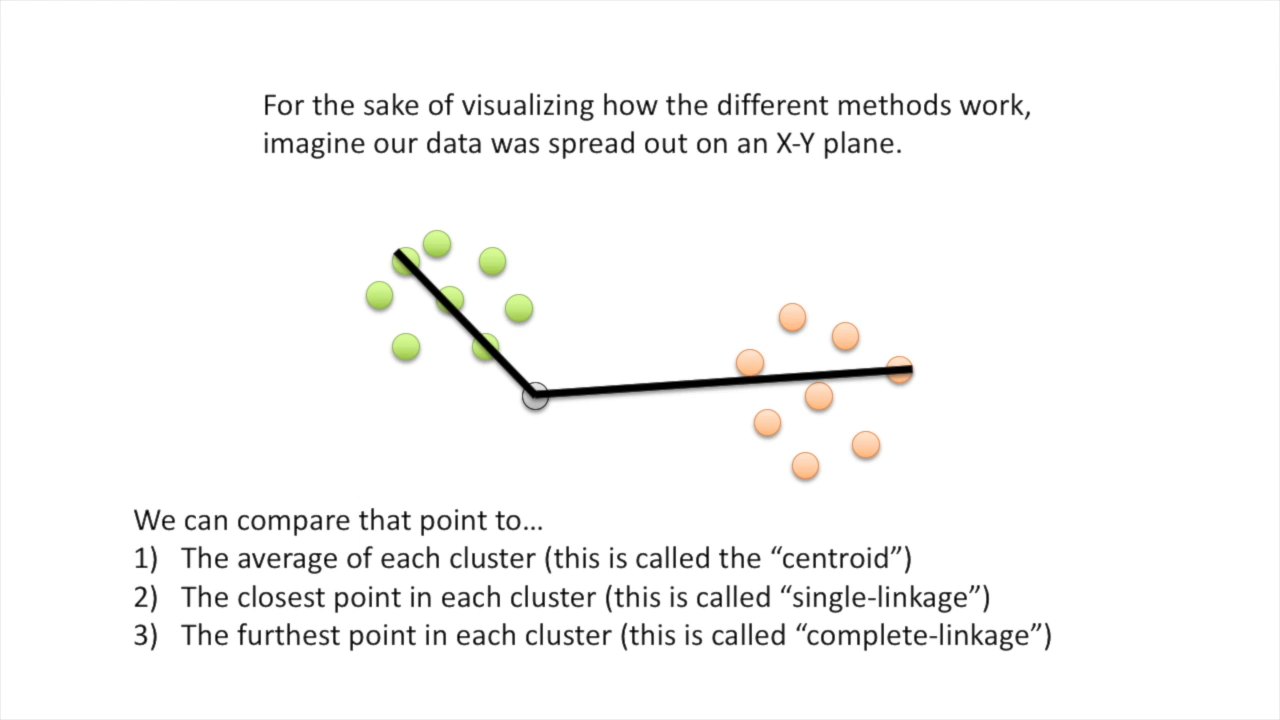 For the sake of visualizing how the different methods work,
imagine our data was spread out on an X-Y plane.
We can compare that point to…
1) The average of each cluster (this is called the “centroid”)
2) The closest point in each cluster (this is called “single-linkage”)
3) The furthest point in each cluster (this is called “complete-linkage”)